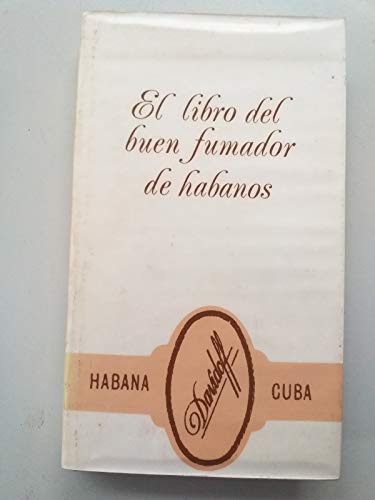 El libro del
buen fumador
de habanos
HABANA
Davidoff
CUBA